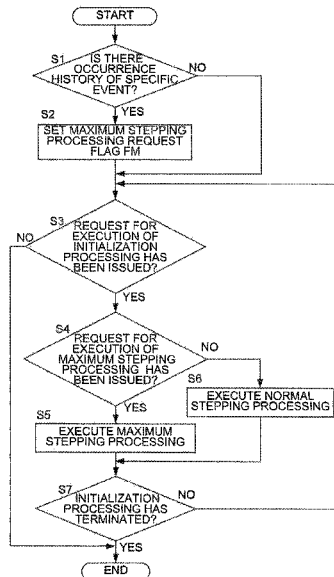 START
S1
IS THERE
OCCURRENCE
HISTORY OF SPECIFIC
EVENT?
NO
YES
S2
SET MAXIMUM STEPPING
PROCESSING REQUEST
FLAG FM
S3
NO
REQUEST FOR
EXECUTION OF
INITIALIZATION
PROCESSING HAS
BEEN ISSUED?
YES
S4
REQUEST FOR
EXECUTION OF
MAXIMUM STEPPING
PROCESSING HAS
BEEN ISSUED?
NO
S6
YES
EXECUTE NORMAL
STEPPING PROCESSING
S5
EXECUTE MAXIMUM
STEPPING PROCESSING
S7
INITIALIZATION
PROCESSING HAS
TERMINATED?
NO
YES
END